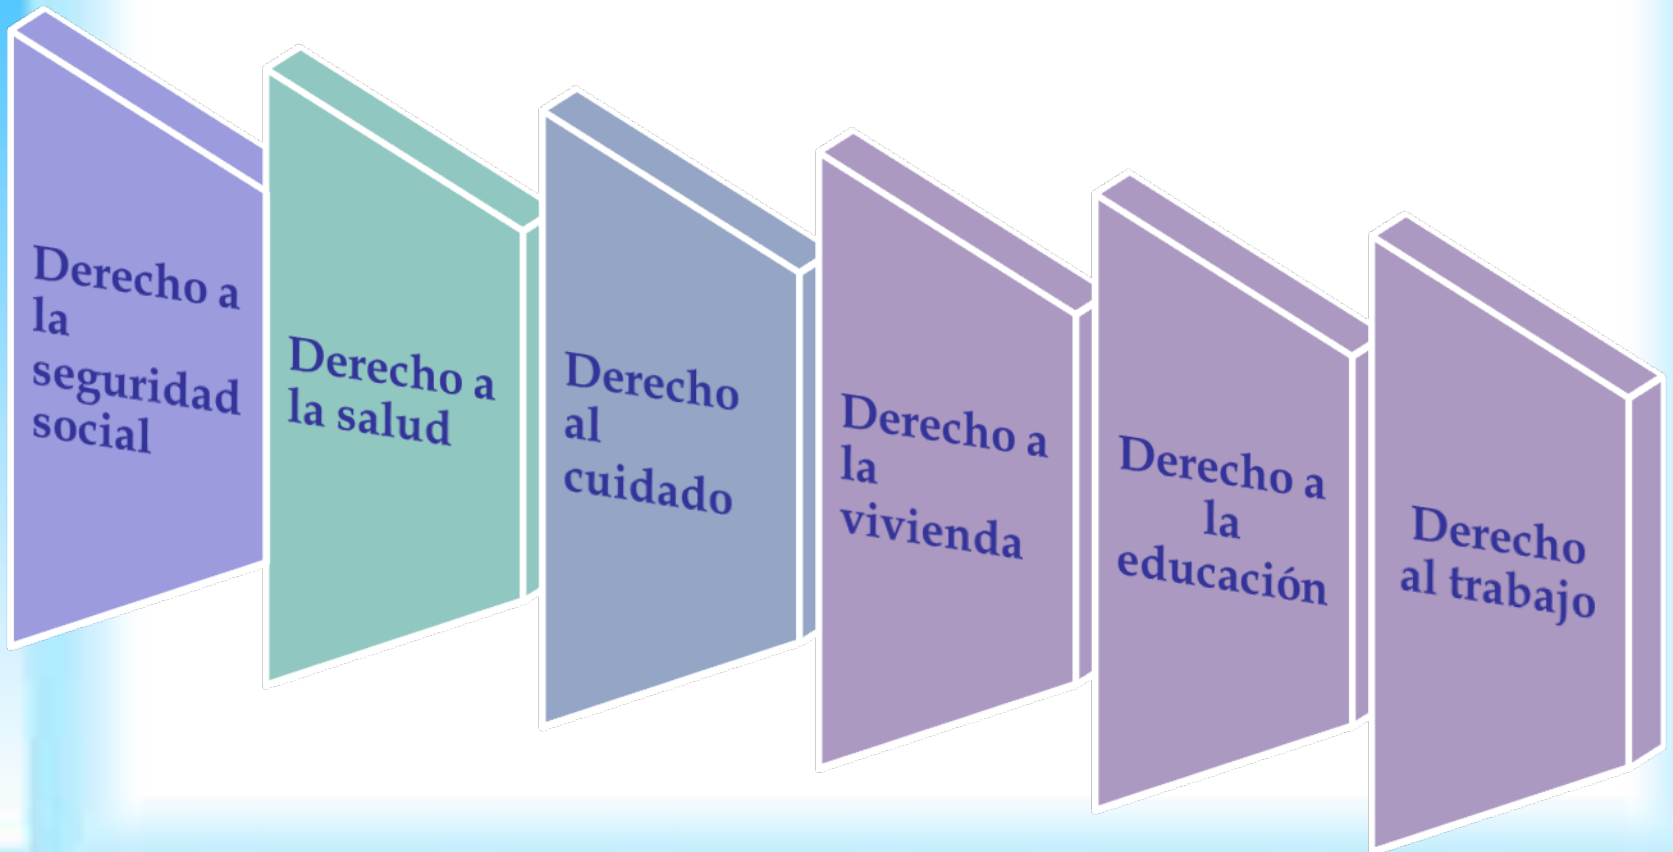 Derecho a
la
seguridad
social
Derecho a
la salud
Derecho
al
cuidado
Derecho a
la
vivienda
Derecho a
la
educación
Derecho
al trabajo